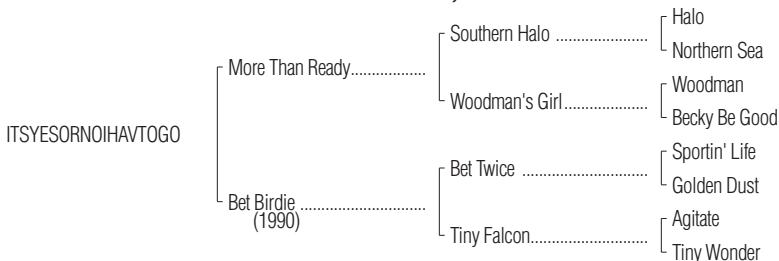 Halo
Southern Halo ....................
Northern Sea
More Than Ready.................
Woodman
Woodman's Girl..................
Becky Be Good
ITSYESORNOIHAVTOGO
Sportin' Life
Bet Twice ...........................
Golden Dust
Bet Birdie ...........................
(1990)
Agitate
Tiny Falcon.........................
Tiny Wonder